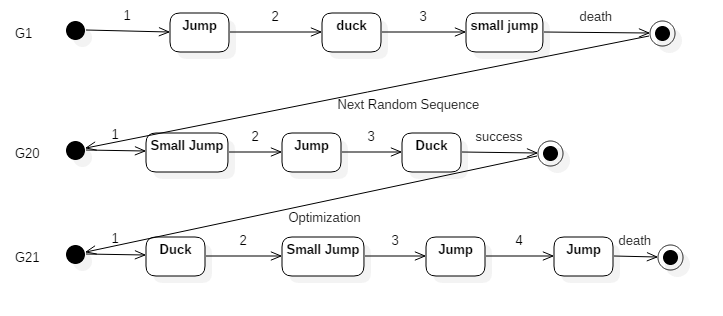 G1 1 Jump 2 duck 3 small jump death
Next Random Sequence
G20 1 Small Jump 2 Jump 3 Duck success
Optimization
G21 1 Duck 2 Small Jump 3 Jump 4 Jump death